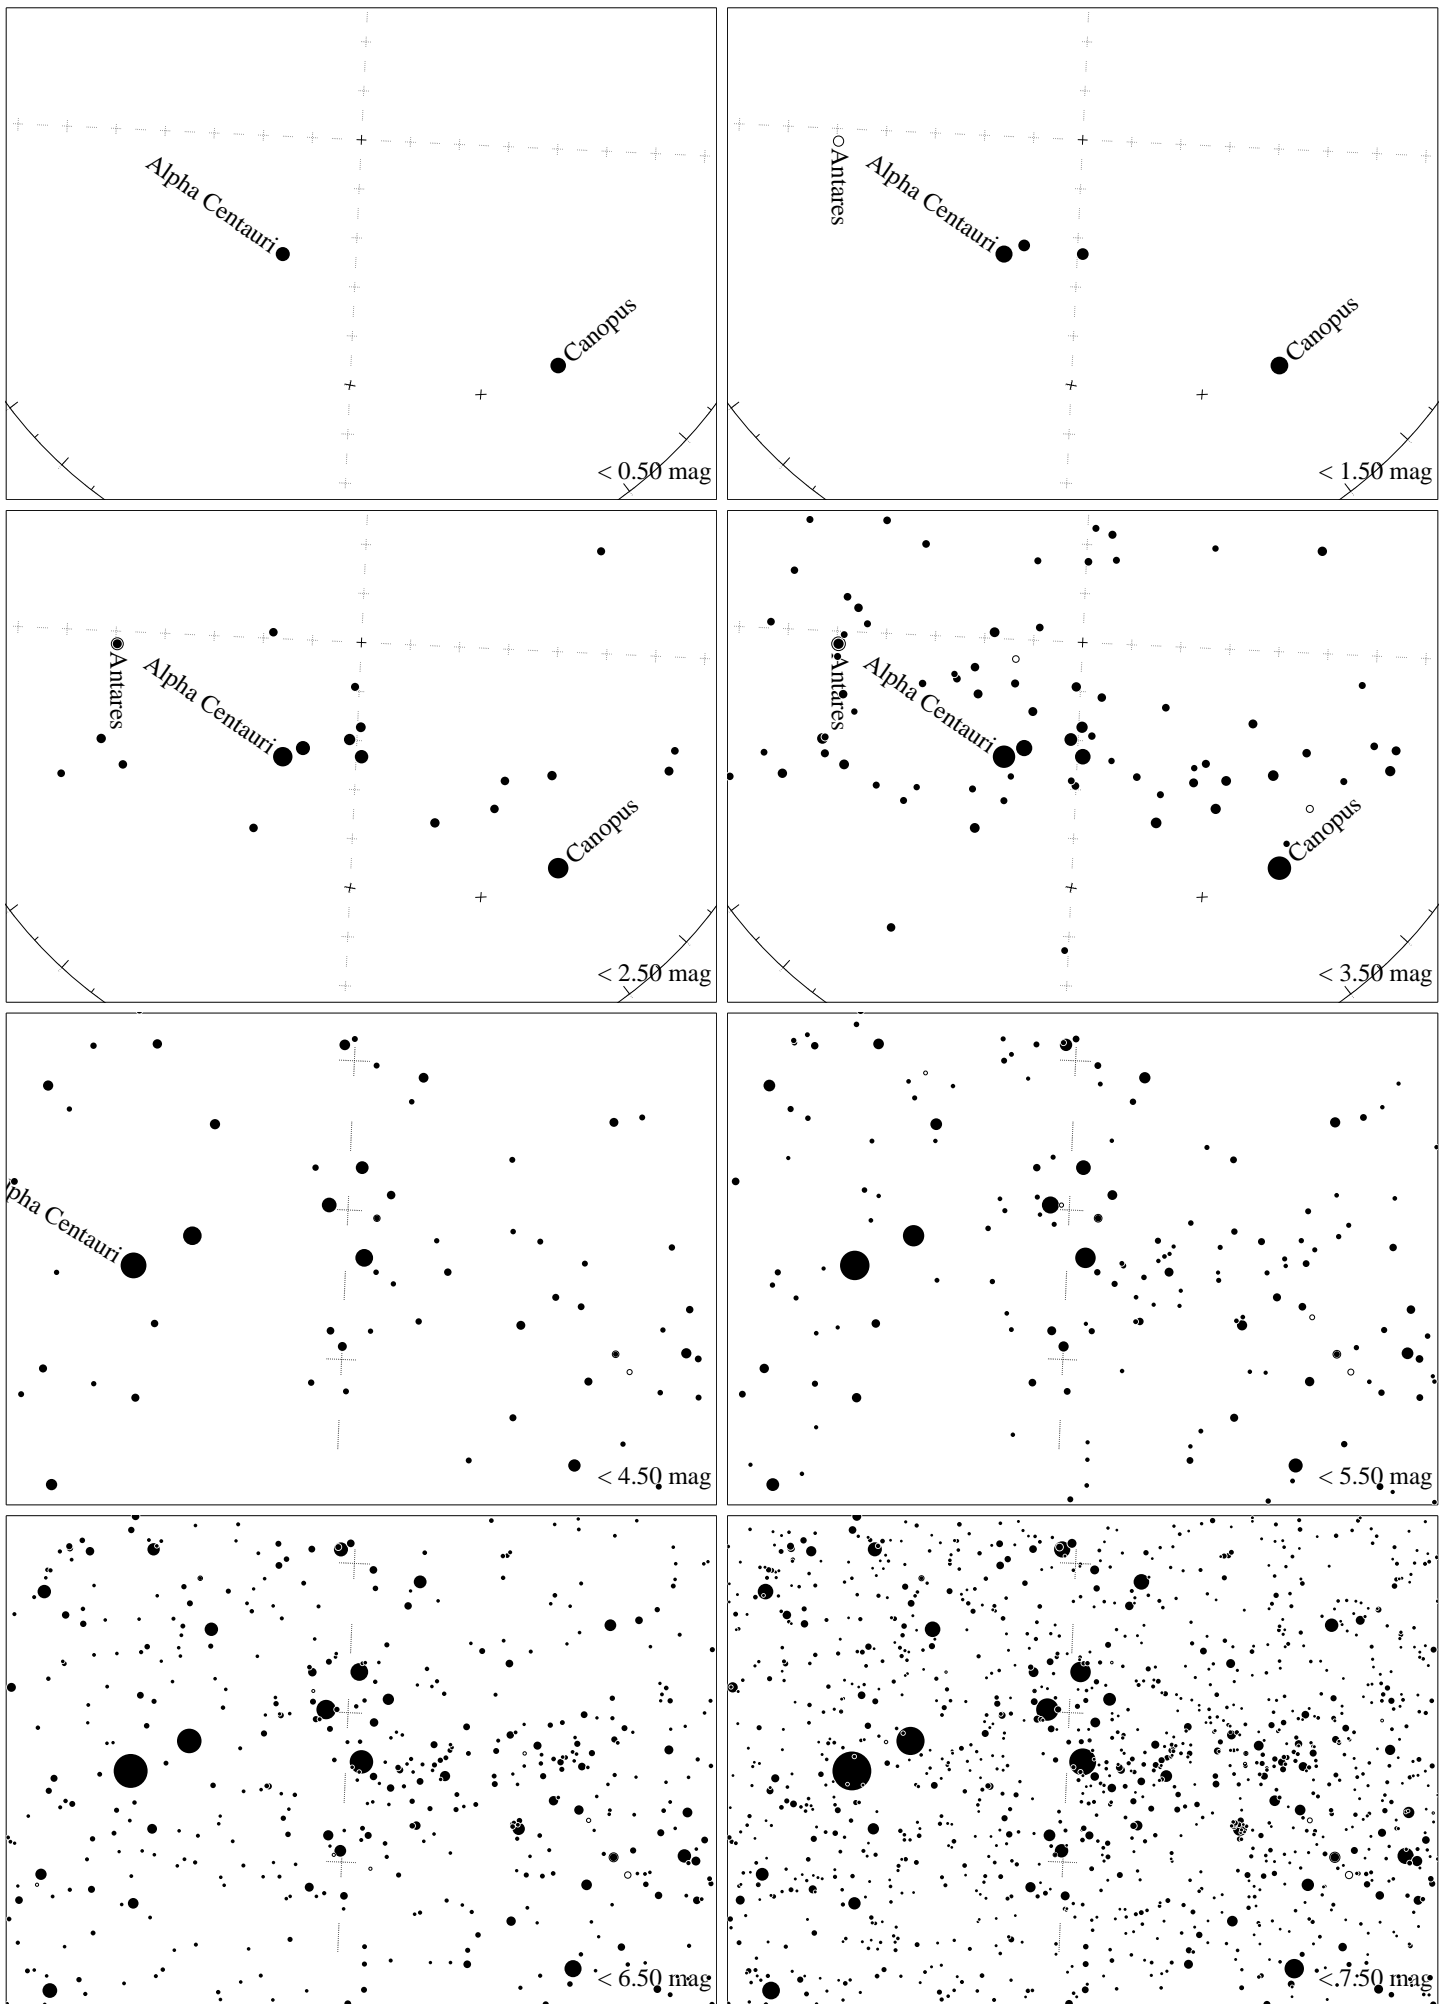 Alpha Centauri
Canopus
< 0.50 mag
Antares
Alpha Centauri
Canopus
< 1.50 mag
Antares
Alpha Centauri
Canopus
< 2.50 mag
Antares
Alpha Centauri
Canopus
< 3.50 mag
pha Centauri
< 4.50 mag
< 5.50 mag
< 6.50 mag
< 7.50 mag